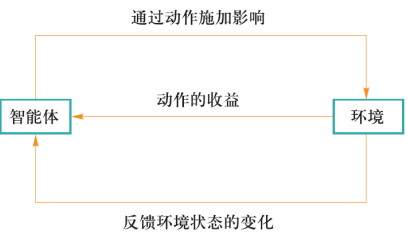 通过动作施加影响
动作的收益
智能体
环境
反馈环境状态的变化